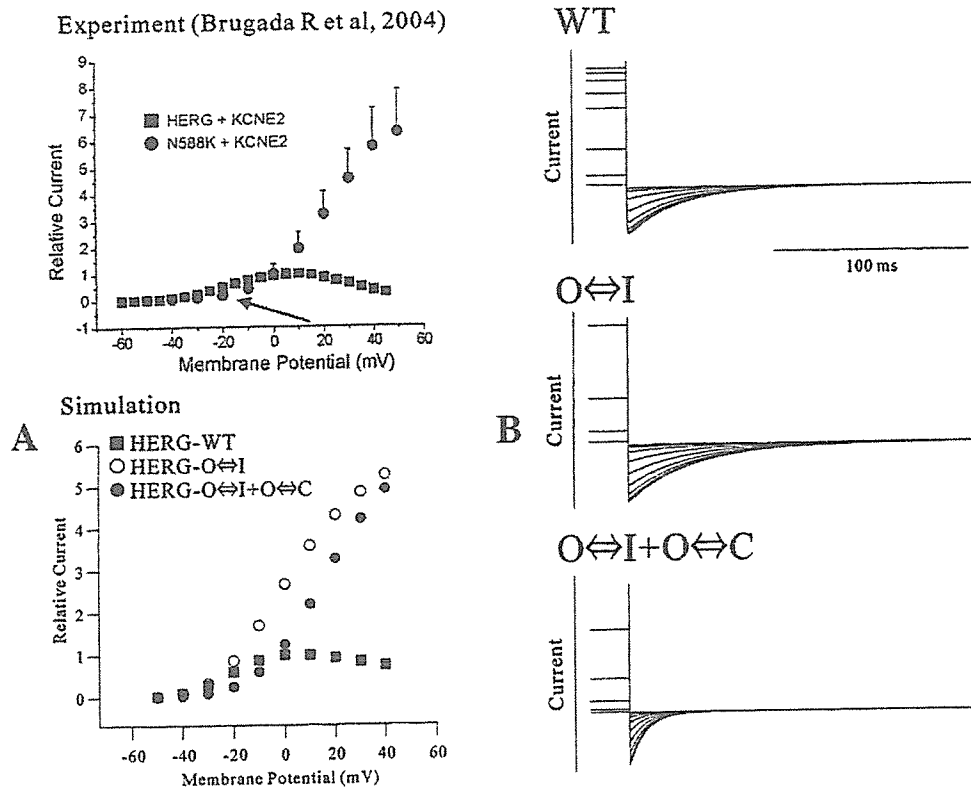 Experiment (Brugada R et al, 2004)
9
8
7
6
5
4
3
2
1
0
-1
Relative Current
HERG + KCNE2
N588K + KCNE2
-60 -40 -20 0 20 40 60
Membrane Potential (mV)
Simulation
A
HERG-WT
HERG-O⇔I
HERG-O⇔I+O⇔C
6
5
4
3
2
1
0
Relative Current
-60 -40 -20 0 20 40
Membrane Potential (mV)
B
WT
Current
100 ms
O⇔I
Current
O⇔I+O⇔C
Current